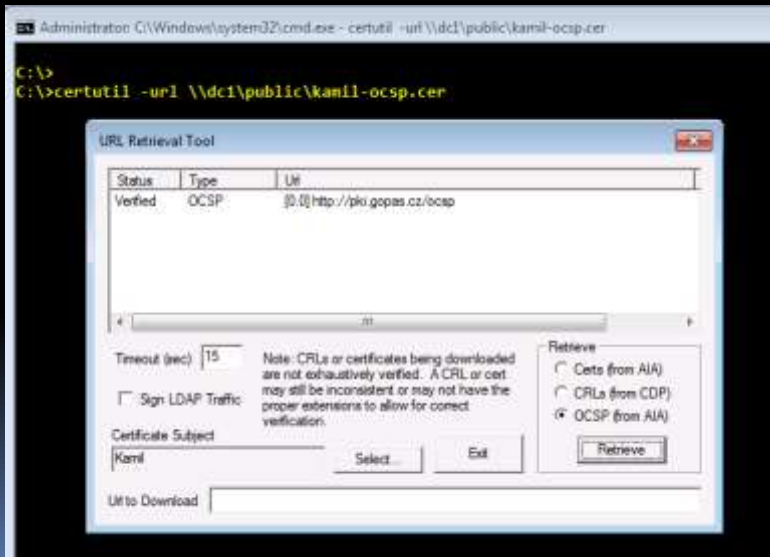 Administrator: C:\Windows\system32\cmd.exe - certutil -url \\dc1\public\kamil-ocsp.cer
C:\>
C:\>certutil -url \\dc1\public\kamil-ocsp.cer
URL Retrieval Tool
Status Type Url
Verified OCSP [0.0] http://pki.gopas.cz/ocsp
Timeout (sec) 15
Sign LDAP Traffic
Note: CRLs or certificates being downloaded
are not exhaustively verified. A CRL or cert
may still be inconsistent or may not have the
proper extensions to allow for correct
verification.
Retrieve
Certs (from AIA)
CRLs (from CDP)
OCSP (from AIA)
Retrieve
Certificate Subject
Kamil
Select...
Exit
Url to Download